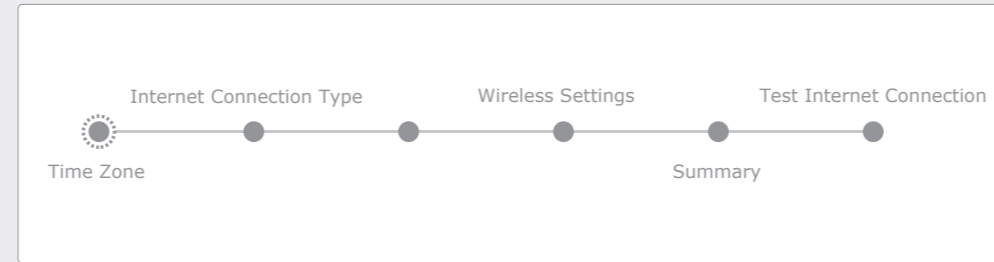 Internet Connection Type
Wireless Settings
Test Internet Connection
Time Zone
Summary